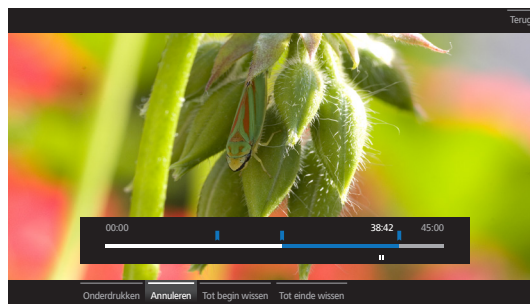 Terug
00:00 38:42 45:00
Onderdrukken Annuleren Tot begin wissen Tot einde wissen